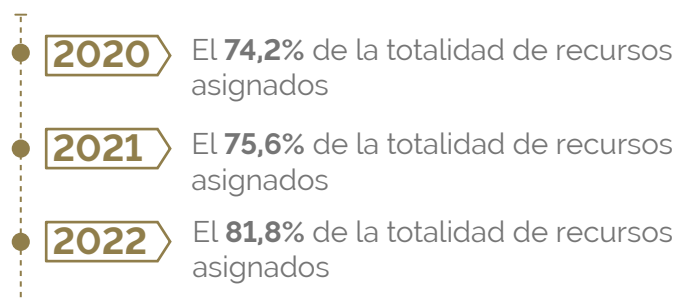 2020
El 74,2% de la totalidad de recursos
asignados
2021
El 75,6% de la totalidad de recursos
asignados
2022
El 81,8% de la totalidad de recursos
asignados